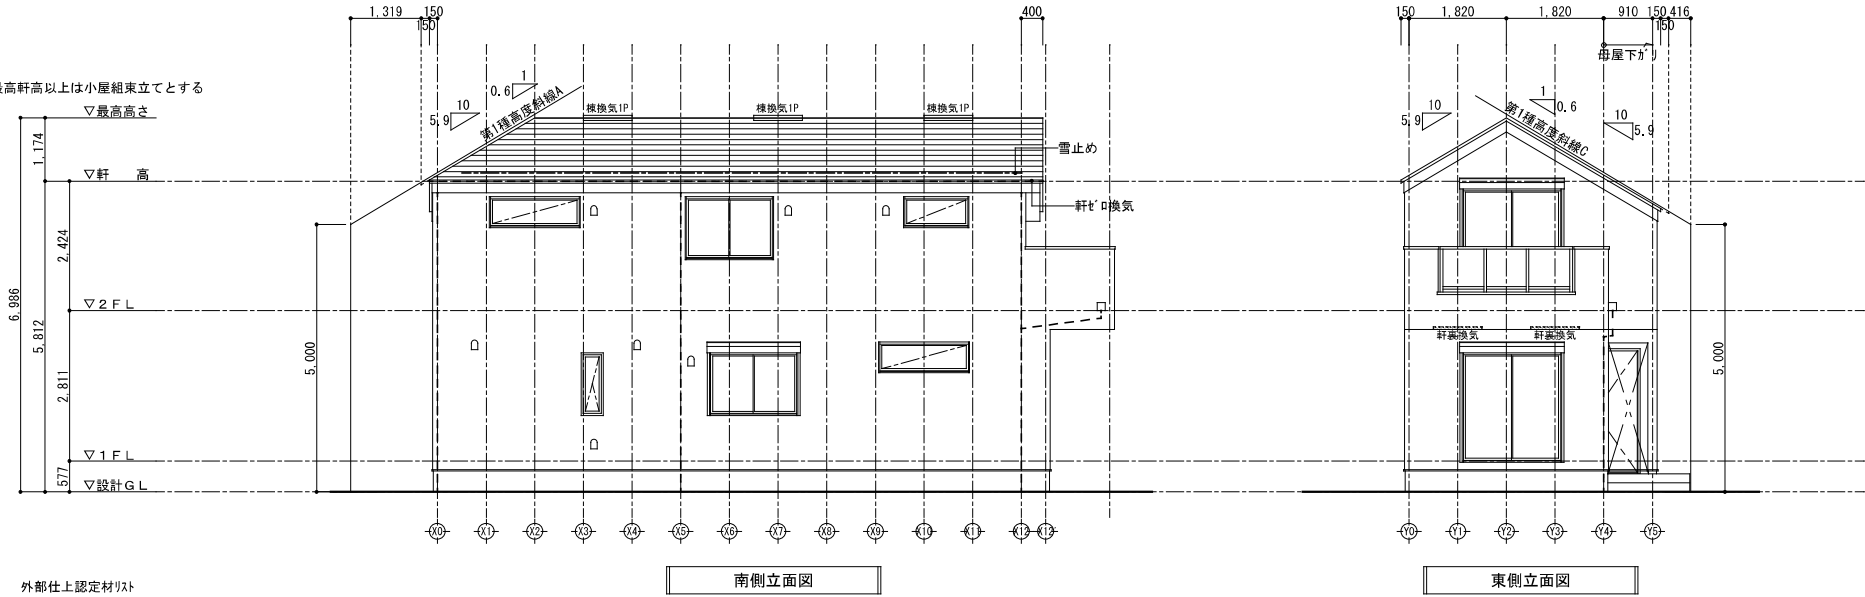 1,319
150
150
400
150
1,820
1,820
910
150
416
150
母屋下ガリ
最高軒高以上は小屋組束立てとする
▽最高高さ
▽軒 高
▽2FL
▽1FL
▽設計GL
1,174
2,424
2,811
577
5,812
6,986
5,000
10
5.9
1
0.6
第1種高度斜線A
棟換気1P
棟換気1P
棟換気1P
雪止め
軒ゼロ換気
X0
X1
X2
X3
X4
X5
X6
X7
X8
X9
X10
X11
X12
X12'
南側立面図
10
5.9
1
0.6
第1種高度斜線C
10
5.9
軒裏換気
軒裏換気
5,000
Y0
Y1
Y2
Y3
Y4
Y5
東側立面図
外部仕上認定材リスト